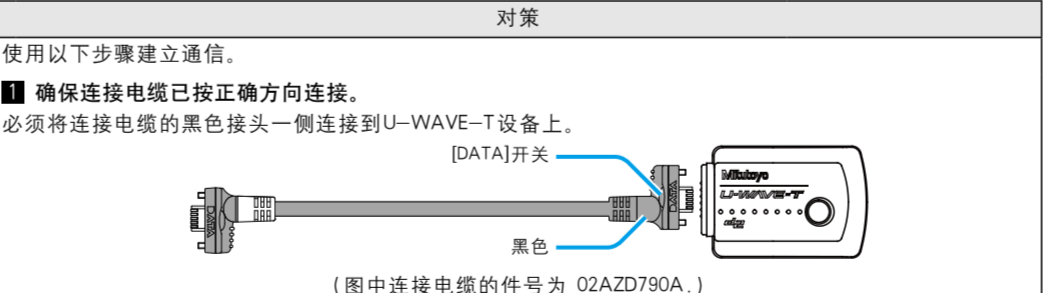 对策
使用以下步骤建立通信。
1 确保连接电缆已按正确方向连接。
必须将连接电缆的黑色接头一侧连接到U-WAVE-T设备上。
[DATA]开关
Mitutoyo
U-WAVE-T
DATA
DATA
黑色
(图中连接电缆的件号为 02AZD790A.)